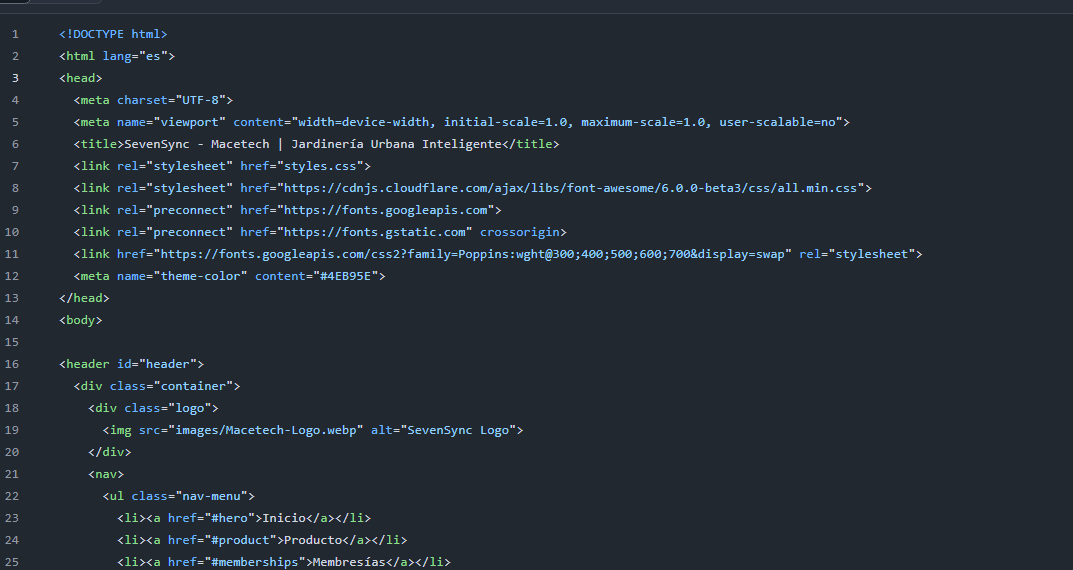 1 <!DOCTYPE html>
2 <html lang="es">
3 <head>
4 <meta charset="UTF-8">
5 <meta name="viewport" content="width=device-width, initial-scale=1.0, maximum-scale=1.0, user-scalable=no">
6 <title>SevenSync - Macetech | Jardinería Urbana Inteligente</title>
7 <link rel="stylesheet" href="styles.css">
8 <link rel="stylesheet" href="https://cdnjs.cloudflare.com/ajax/libs/font-awesome/6.0.0-beta3/css/all.min.css">
9 <link rel="preconnect" href="https://fonts.googleapis.com">
10 <link rel="preconnect" href="https://fonts.gstatic.com" crossorigin>
11 <link href="https://fonts.googleapis.com/css2?family=Poppins:wght@300;400;500;600;700&display=swap" rel="stylesheet">
12 <meta name="theme-color" content="#4EB95E">
13 </head>
14 <body>
15
16 <header id="header">
17 <div class="container">
18 <div class="logo">
19 <img src="images/Macetech-Logo.webp" alt="SevenSync Logo">
20 </div>
21 <nav>
22 <ul class="nav-menu">
23 <li><a href="#hero">Inicio</a></li>
24 <li><a href="#product">Producto</a></li>
25 <li><a href="#memberships">Membresías</a></li>